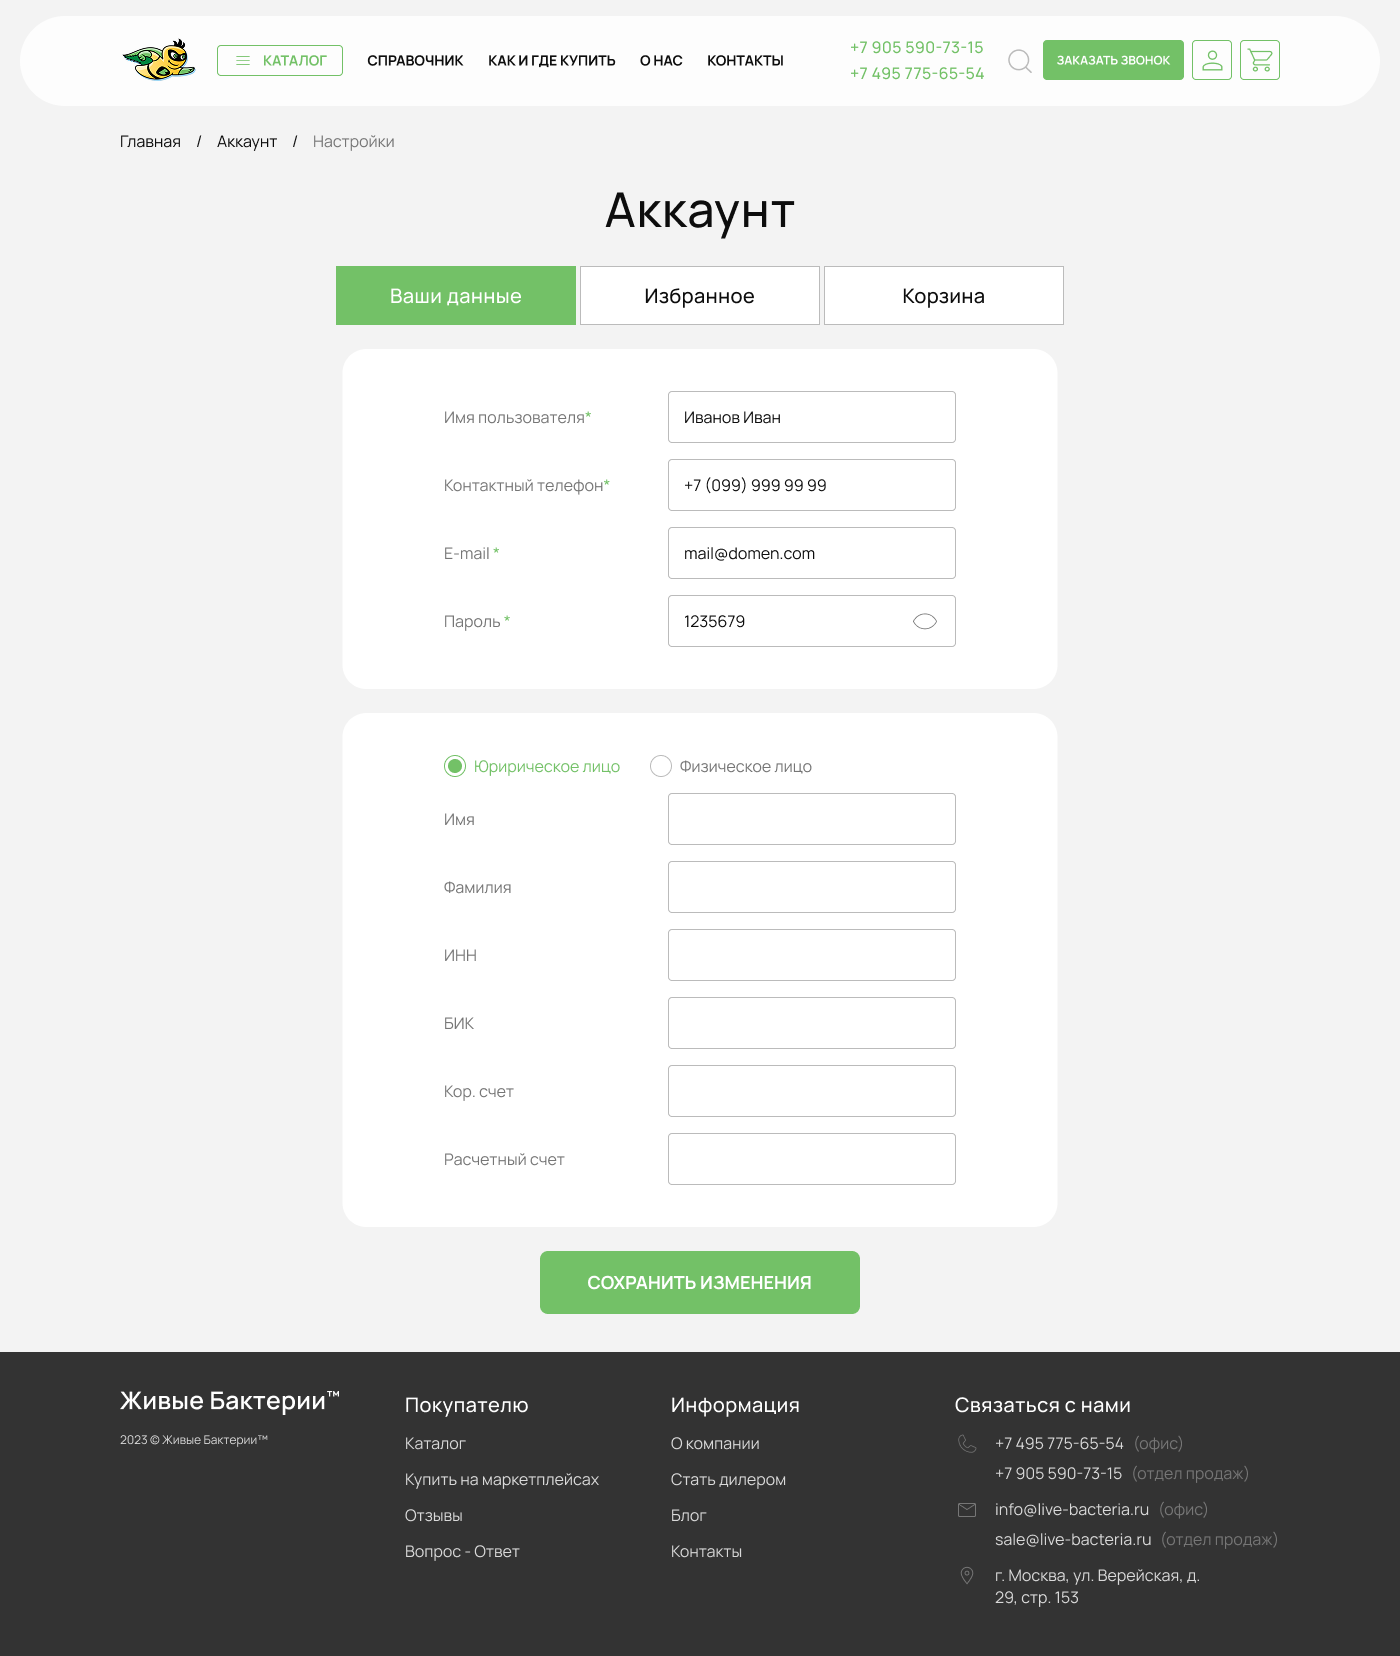 КАТАЛОГ
СПРАВОЧНИК
КАК И ГДЕ КУПИТЬ
О НАС
КОНТАКТЫ
+7 905 590-73-15
+7 495 775-65-54
ЗАКАЗАТЬ ЗВОНОК
Главная / Аккаунт / Настройки
Аккаунт
Ваши данные
Избранное
Корзина
Имя пользователя*
Иванов Иван
Контактный телефон*
+7 (099) 999 99 99
E-mail *
mail@domen.com
Пароль *
1235679
Юририческое лицо
Физическое лицо
Имя
Фамилия
ИНН
БИК
Кор. счет
Расчетный счет
СОХРАНИТЬ ИЗМЕНЕНИЯ
Живые Бактерии™
2023 © Живые Бактерии™
Покупателю
Каталог
Купить на маркетплейсах
Отзывы
Вопрос - Ответ
Информация
О компании
Стать дилером
Блог
Контакты
Связаться с нами
+7 495 775-65-54 (офис)
+7 905 590-73-15 (отдел продаж)
info@live-bacteria.ru (офис)
sale@live-bacteria.ru (отдел продаж)
г. Москва, ул. Верейская, д.
29, стр. 153